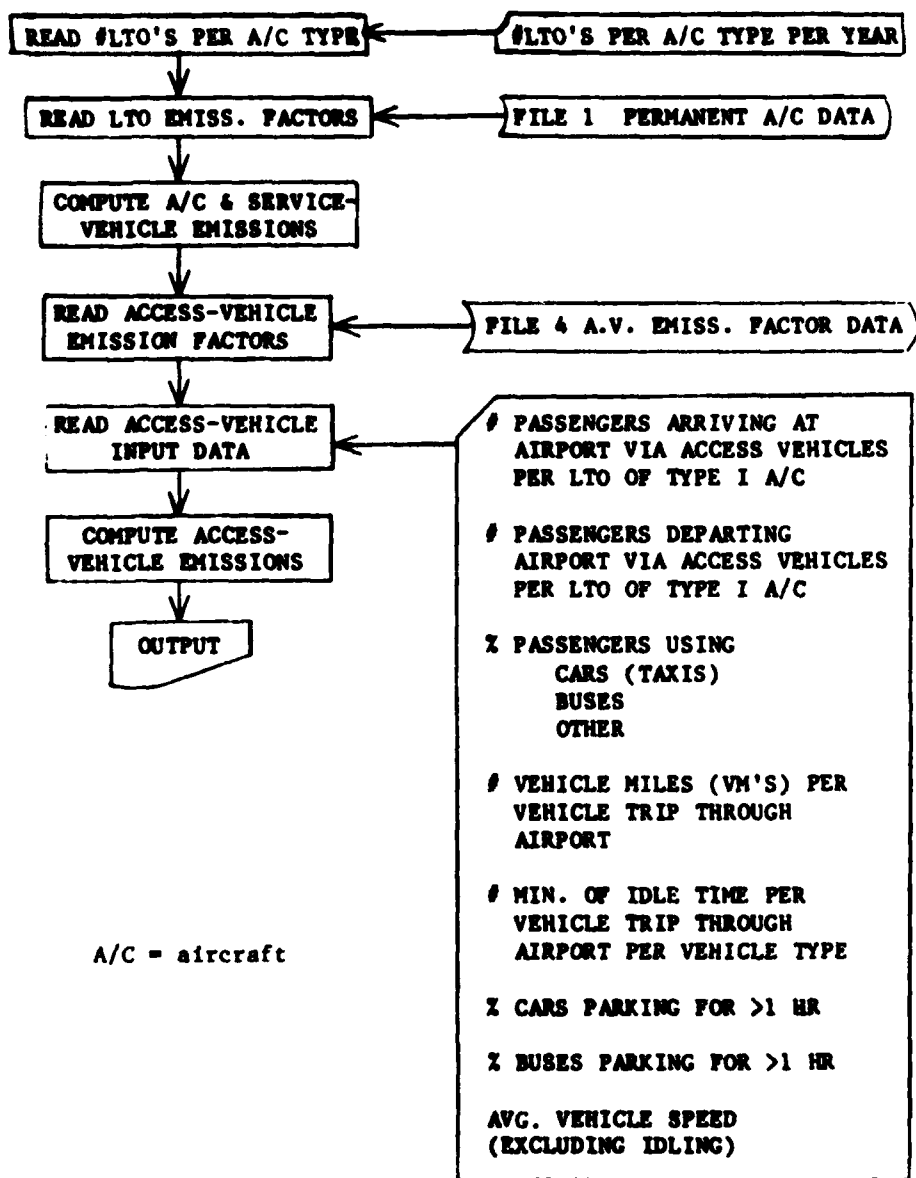 READ #LTO'S PER A/C TYPE
#LTO'S PER A/C TYPE PER YEAR
READ LTO EMISS. FACTORS
FILE 1 PERMANENT A/C DATA
COMPUTE A/C & SERVICE-
VEHICLE EMISSIONS
READ ACCESS-VEHICLE
EMISSION FACTORS
FILE 4 A.V. EMISS. FACTOR DATA
READ ACCESS-VEHICLE
INPUT DATA
COMPUTE ACCESS-
VEHICLE EMISSIONS
OUTPUT
# PASSENGERS ARRIVING AT
AIRPORT VIA ACCESS VEHICLES
PER LTO OF TYPE I A/C
# PASSENGERS DEPARTING
AIRPORT VIA ACCESS VEHICLES
PER LTO OF TYPE I A/C
% PASSENGERS USING
CARS (TAXIS)
BUSES
OTHER
# VEHICLE MILES (VM'S) PER
VEHICLE TRIP THROUGH
AIRPORT
# MIN. OF IDLE TIME PER
VEHICLE TRIP THROUGH
AIRPORT PER VEHICLE TYPE
% CARS PARKING FOR >1 HR
% BUSES PARKING FOR >1 HR
AVG. VEHICLE SPEED
(EXCLUDING IDLING)
A/C = aircraft